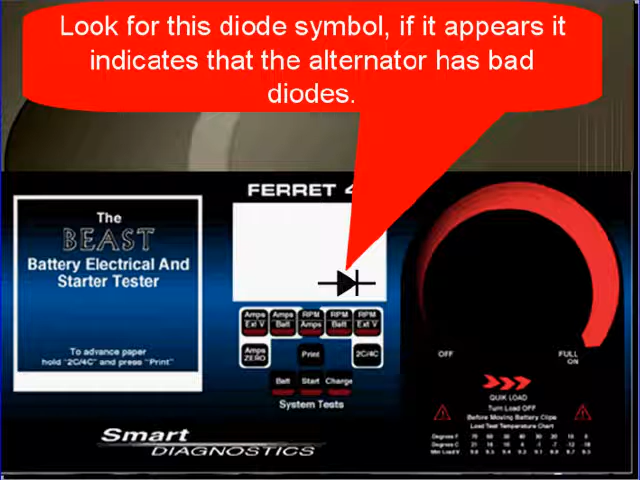 Look for this diode symbol, if it appears it
indicates that the alternator has bad
diodes.
FERRET 4
The
BEAST
Battery Electrical And
Starter Tester
To advance paper
hold "2C/4C" and press "Print"
Amps Ext V
Amps Batt
RPM Amps
RPM Batt
RPM Ext V
Amps ZERO
Print
2C/4C
Batt
Start
Charge
System Tests
Smart
DIAGNOSTICS
OFF
FULL
ON
QUIK LOAD
Turn Load OFF
Before Moving Battery Clips
Load Test Temperature Chart
Degrees F
Degrees C
Min Load V